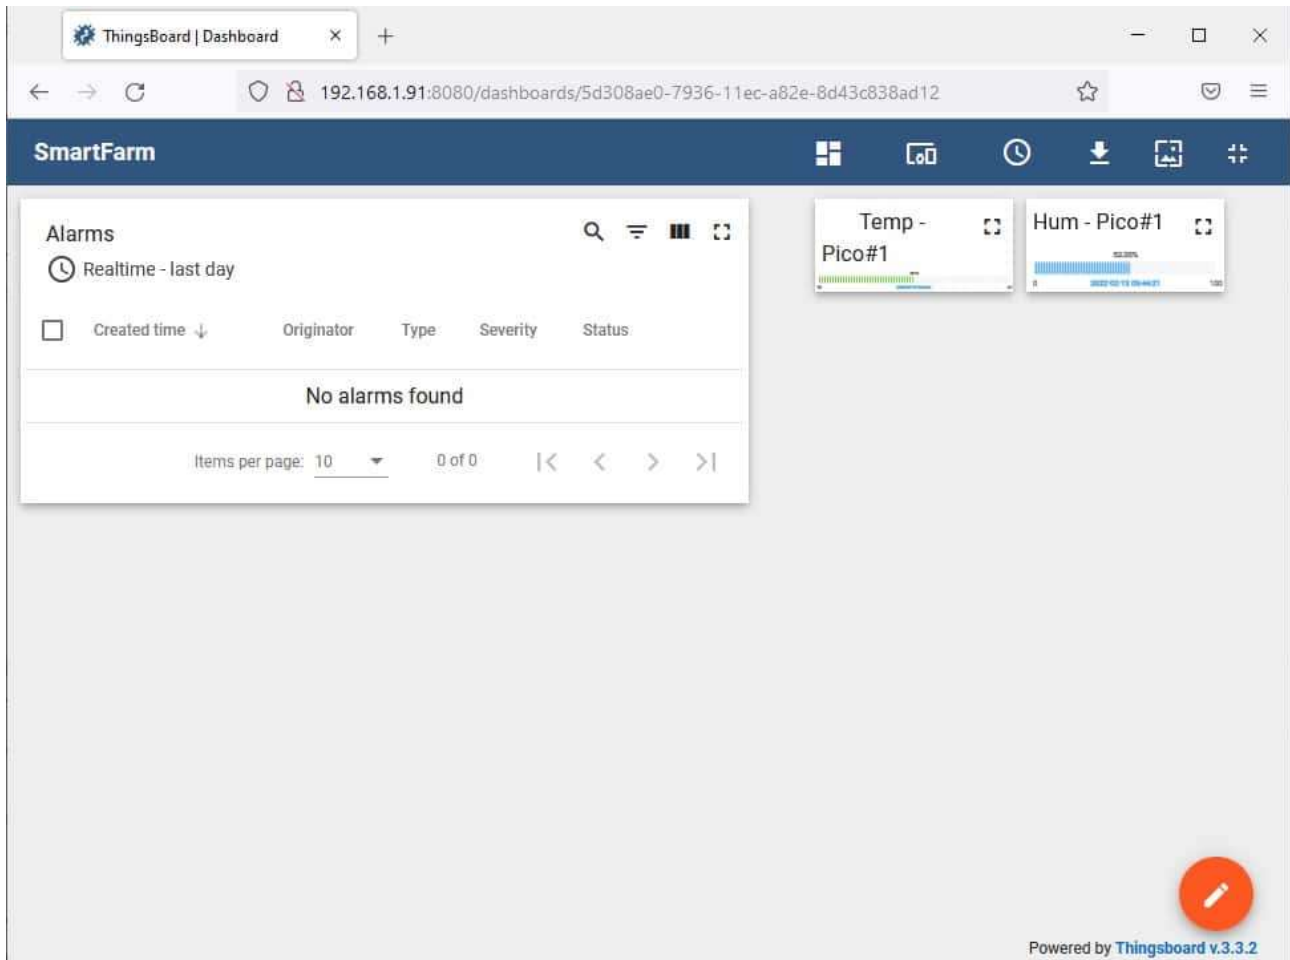 ThingsBoard | Dashboard
192.168.1.91:8080/dashboards/5d308ae0-7936-11ec-a82e-8d43c838ad12
SmartFarm
Alarms
Realtime - last day
Created time Originator Type Severity Status
No alarms found
Items per page: 10 0 of 0
Temp -
Pico#1
Hum - Pico#1
0 100
Powered by Thingsboard v.3.3.2